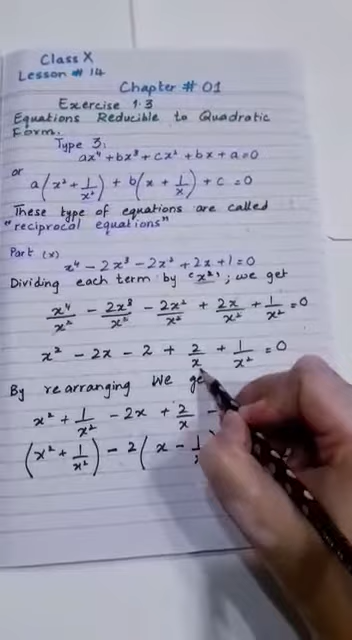 Class X
Lesson # 14
Chapter # 01
Exercise 1.3
Equations Reducible to Quadratic
Form.
Type 3:
ax⁴ + bx³ + cx² + bx + a = 0
or
a(x² + 1/x²) + b(x + 1/x) + c = 0
These type of equations are called
"reciprocal equations"
Part (x)
x⁴ - 2x³ - 2x² + 2x + 1 = 0
Dividing each term by "x²", we get
x⁴/x² - 2x³/x² - 2x²/x² + 2x/x² + 1/x² = 0
x² - 2x - 2 + 2/x + 1/x² = 0
By rearranging We ge
x² + 1/x² - 2x + 2/x -
(x² + 1/x²) - 2(x - 1/